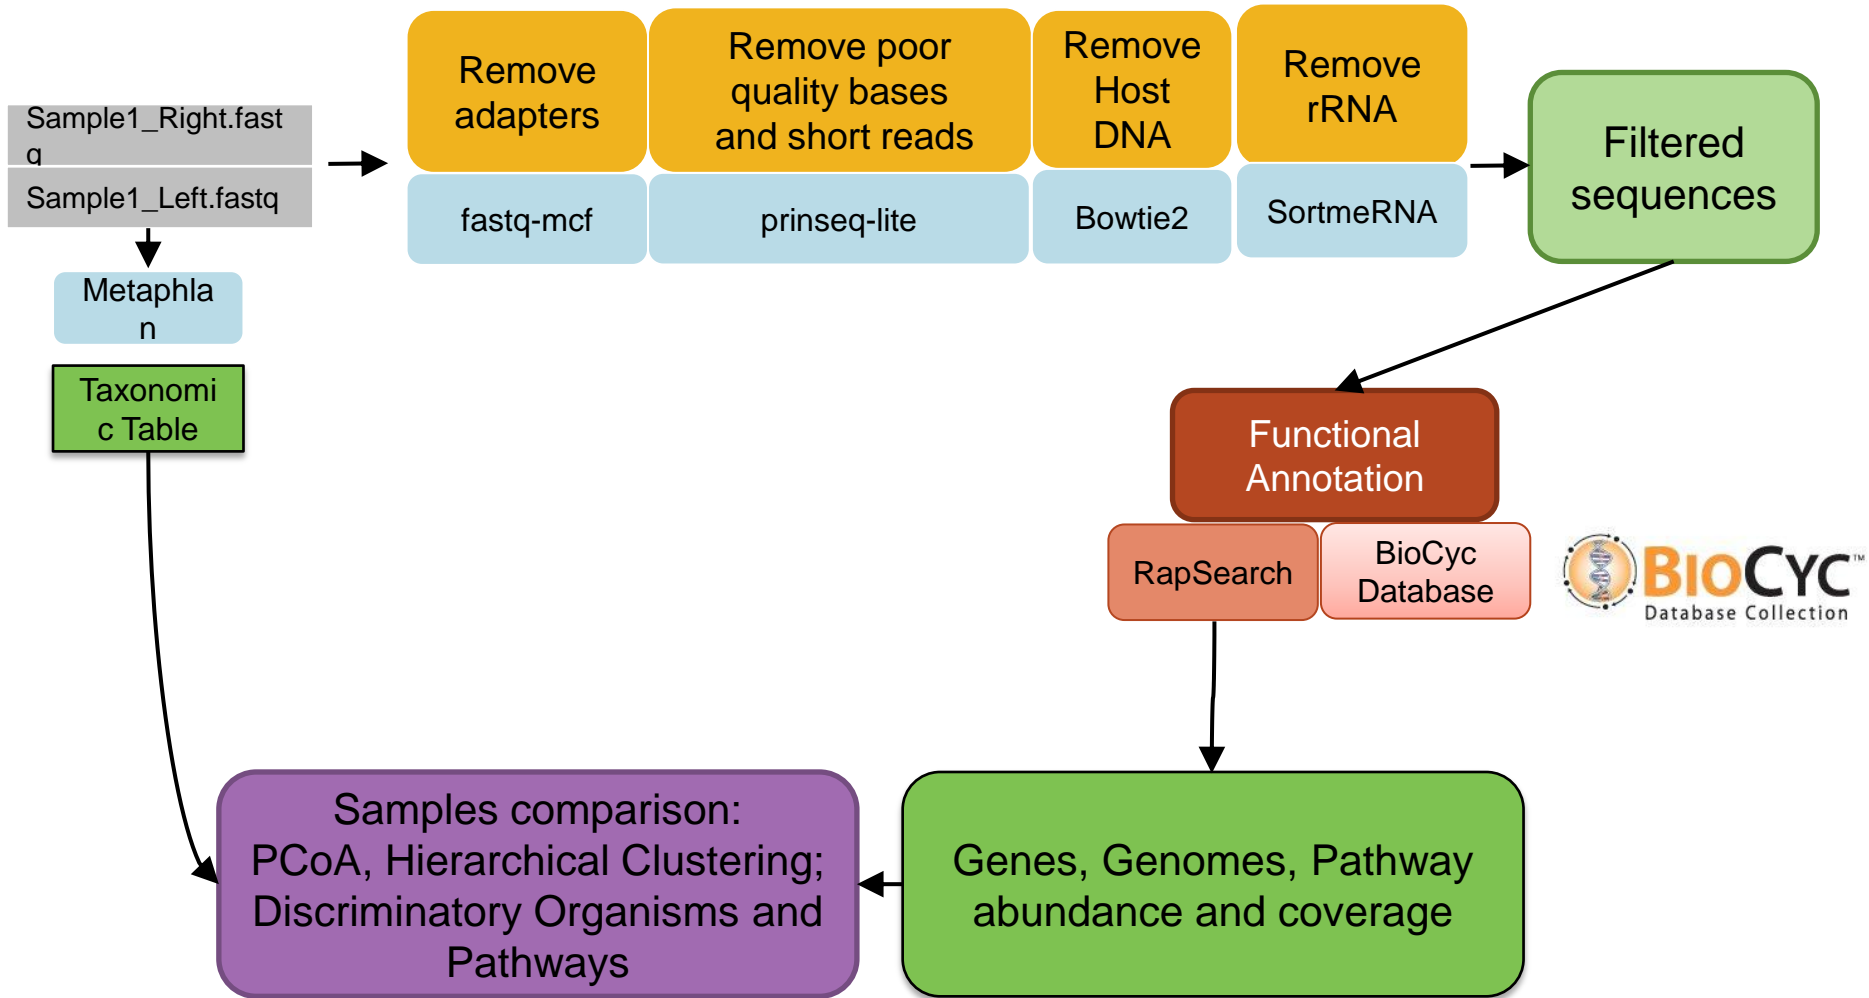 Sample1_Right.fast
q
Sample1_Left.fastq
Remove
adapters
fastq-mcf
Remove poor
quality bases
and short reads
prinseq-lite
Remove
Host
DNA
Bowtie2
Remove
rRNA
SortmeRNA
Filtered
sequences
Metaphla
n
Taxonomi
c Table
Functional
Annotation
RapSearch
BioCyc
Database
BIOCYC™
Database Collection
Samples comparison:
PCoA, Hierarchical Clustering;
Discriminatory Organisms and
Pathways
Genes, Genomes, Pathway
abundance and coverage